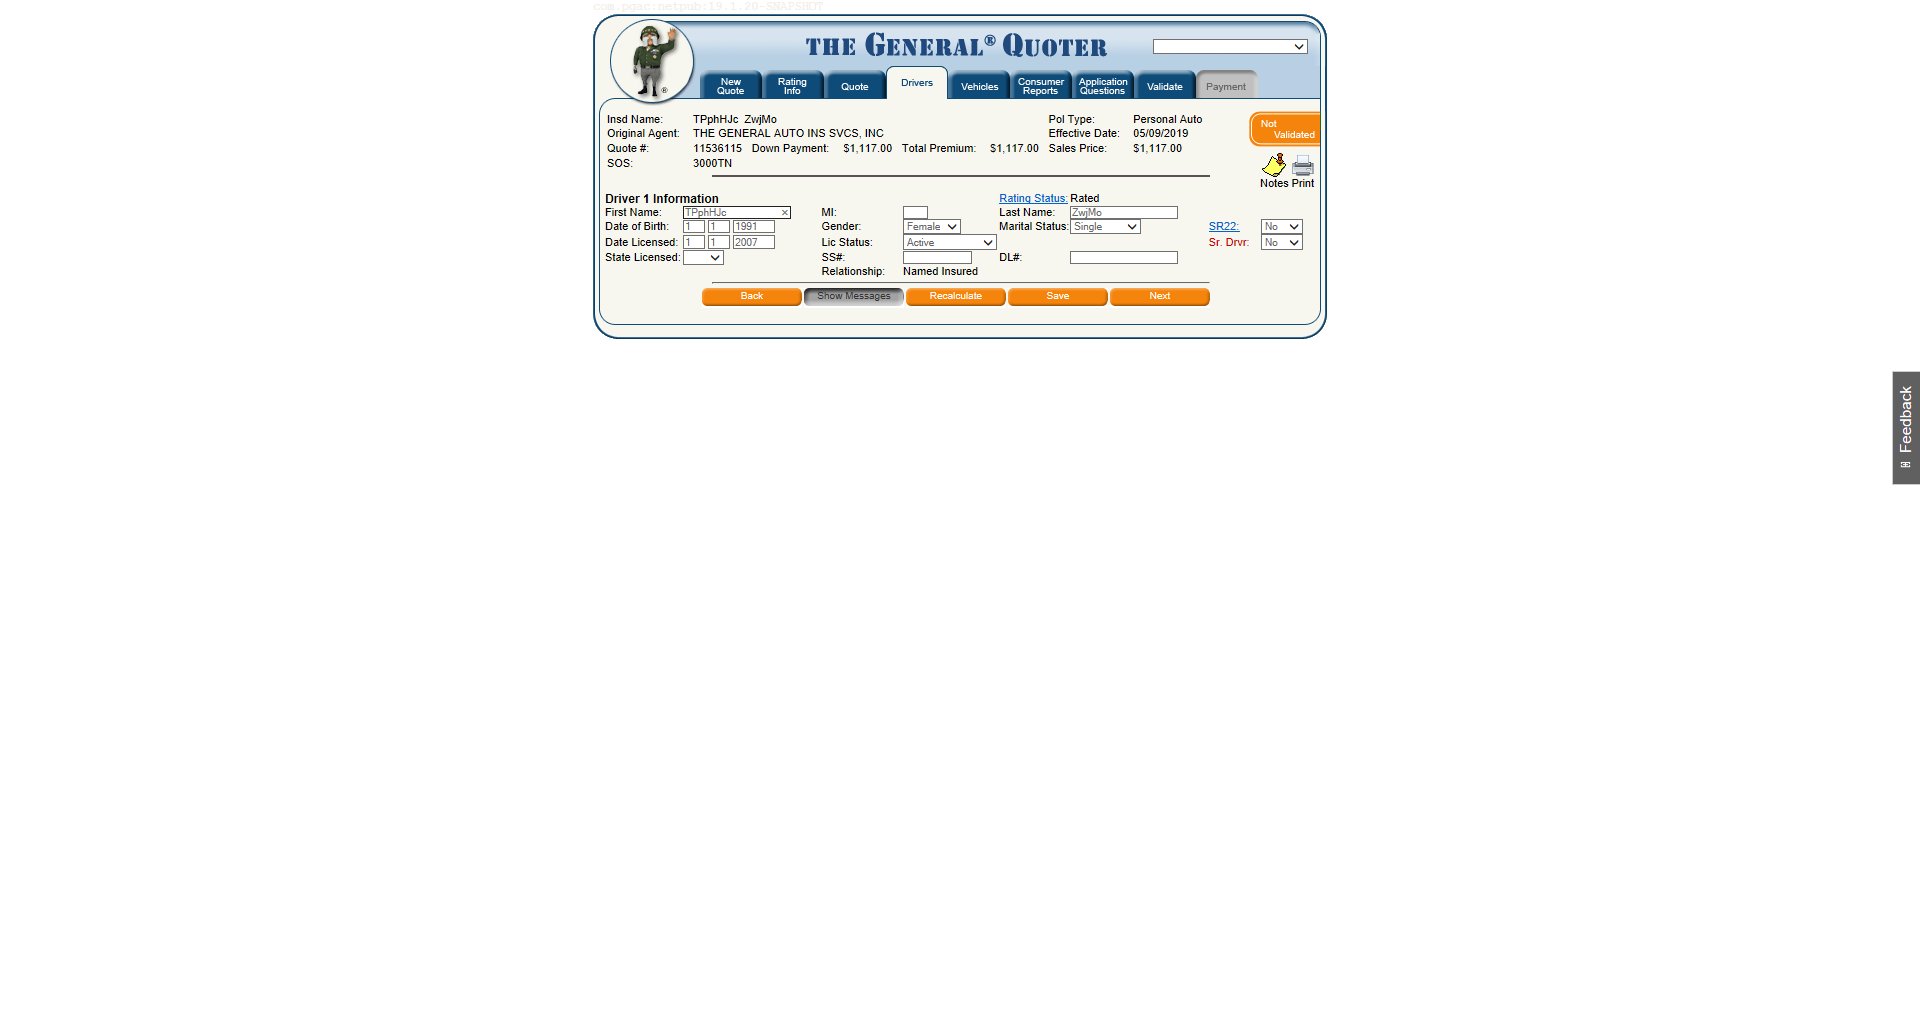 com.pgac:netpub:19.1.20-SNAPSHOT
THE GENERAL® QUOTER
New Quote
Rating Info
Quote
Drivers
Vehicles
Consumer Reports
Application Questions
Validate
Payment
Insd Name: TPphHJc ZwjMo Pol Type: Personal Auto
Original Agent: THE GENERAL AUTO INS SVCS, INC Effective Date: 05/09/2019
Quote #: 11536115 Down Payment: $1,117.00 Total Premium: $1,117.00 Sales Price: $1,117.00
SOS: 3000TN
Not Validated
Notes Print
Driver 1 Information Rating Status: Rated
First Name: TPphHJc × MI: Last Name: ZwjMo
Date of Birth: 1 1 1991 Gender: Female Marital Status: Single SR22: No
Date Licensed: 1 1 2007 Lic Status: Active Sr. Drvr: No
State Licensed: SS#: DL#:
Relationship: Named Insured
Back Show Messages Recalculate Save Next
Feedback